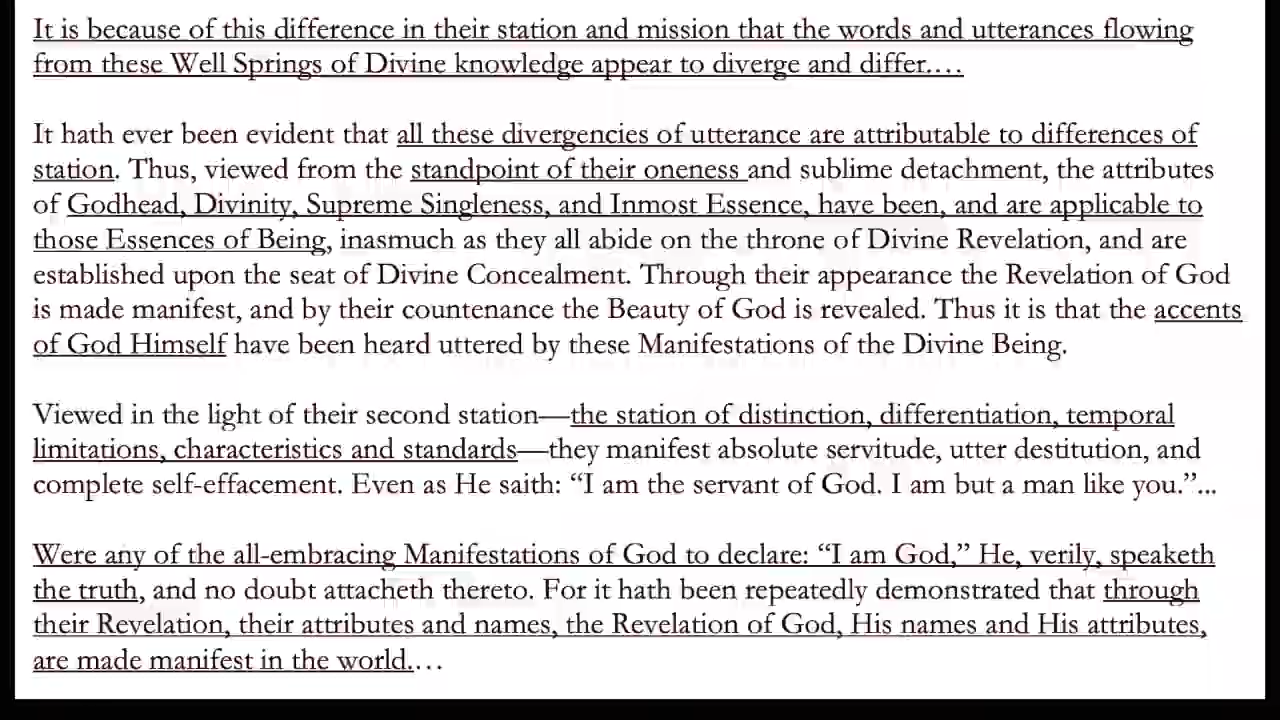 It is because of this difference in their station and mission that the words and utterances flowing
from these Well Springs of Divine knowledge appear to diverge and differ.…
It hath ever been evident that all these divergencies of utterance are attributable to differences of
station. Thus, viewed from the standpoint of their oneness and sublime detachment, the attributes
of Godhead, Divinity, Supreme Singleness, and Inmost Essence, have been, and are applicable to
those Essences of Being, inasmuch as they all abide on the throne of Divine Revelation, and are
established upon the seat of Divine Concealment. Through their appearance the Revelation of God
is made manifest, and by their countenance the Beauty of God is revealed. Thus it is that the accents
of God Himself have been heard uttered by these Manifestations of the Divine Being.
Viewed in the light of their second station—the station of distinction, differentiation, temporal
limitations, characteristics and standards—they manifest absolute servitude, utter destitution, and
complete self-effacement. Even as He saith: “I am the servant of God. I am but a man like you.”...
Were any of the all-embracing Manifestations of God to declare: “I am God,” He, verily, speaketh
the truth, and no doubt attacheth thereto. For it hath been repeatedly demonstrated that through
their Revelation, their attributes and names, the Revelation of God, His names and His attributes,
are made manifest in the world.…